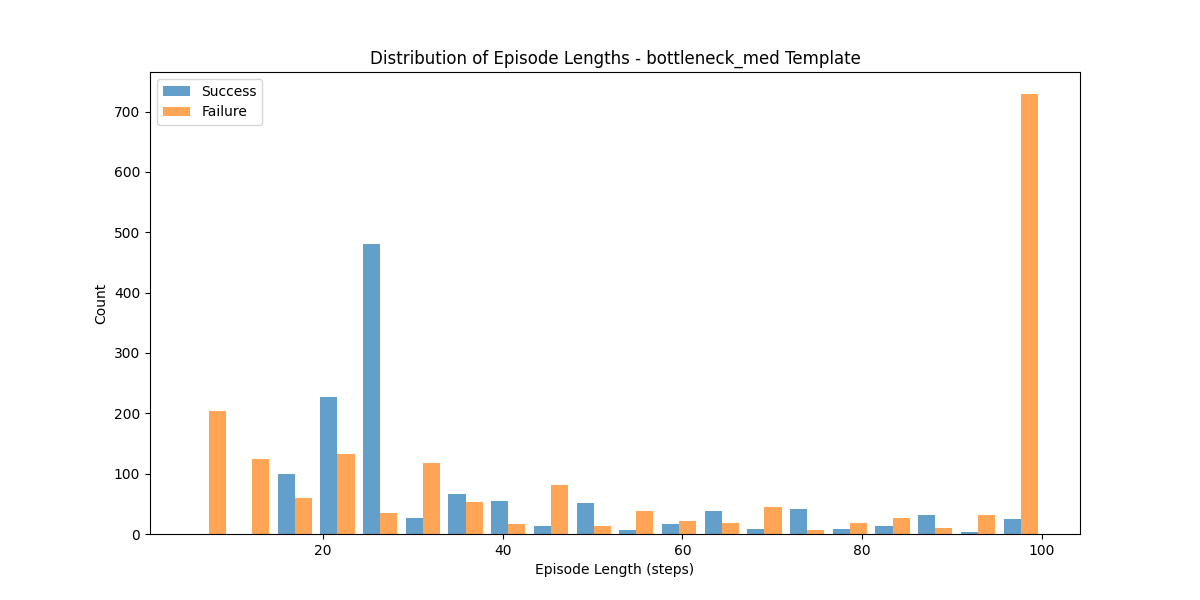 Distribution of Episode Lengths - bottleneck_med Template
Success
Failure
Count
700
600
500
400
300
200
100
0
20
40
60
80
100
Episode Length (steps)